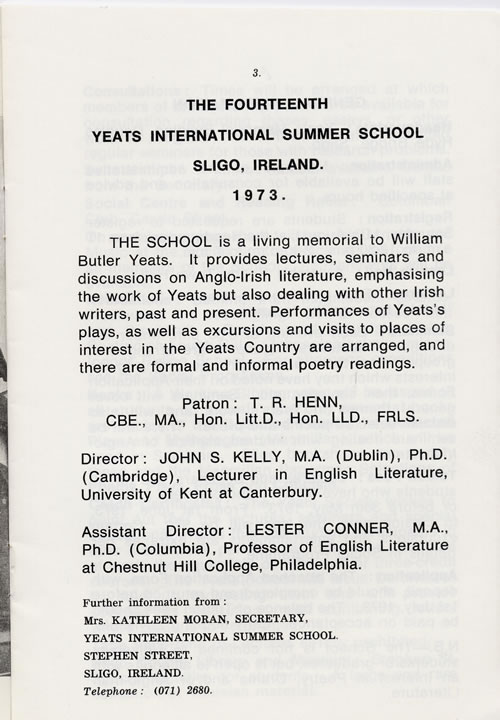 3.
THE FOURTEENTH
YEATS INTERNATIONAL SUMMER SCHOOL
SLIGO, IRELAND.
1973.
THE SCHOOL is a living memorial to William
Butler Yeats. It provides lectures, seminars and
discussions on Anglo-Irish literature, emphasising
the work of Yeats but also dealing with other Irish
writers, past and present. Performances of Yeats's
plays, as well as excursions and visits to places of
interest in the Yeats Country are arranged, and
there are formal and informal poetry readings.
Patron: T. R. HENN,
CBE., MA., Hon. Litt.D., Hon. LLD., FRLS.
Director: JOHN S. KELLY, M.A. (Dublin), Ph.D.
(Cambridge), Lecturer in English Literature,
University of Kent at Canterbury.
Assistant Director: LESTER CONNER, M.A.,
Ph.D. (Columbia), Professor of English Literature
at Chestnut Hill College, Philadelphia.
Further information from:
Mrs. KATHLEEN MORAN, SECRETARY,
YEATS INTERNATIONAL SUMMER SCHOOL.
STEPHEN STREET,
SLIGO, IRELAND.
Telephone: (071) 2680.